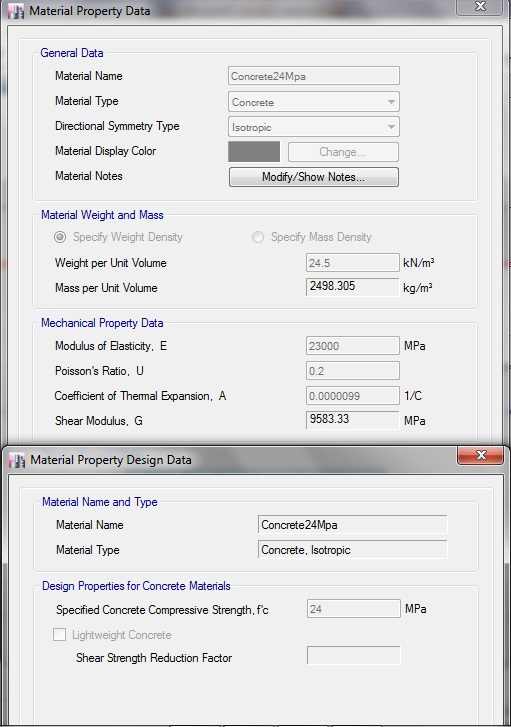 Material Property Data
General Data
Material Name Concrete24Mpa
Material Type Concrete
Directional Symmetry Type Isotropic
Material Display Color Change...
Material Notes Modify/Show Notes...
Material Weight and Mass
Specify Weight Density Specify Mass Density
Weight per Unit Volume 24.5 kN/m³
Mass per Unit Volume 2498.305 kg/m³
Mechanical Property Data
Modulus of Elasticity, E 23000 MPa
Poisson's Ratio, U 0.2
Coefficient of Thermal Expansion, A 0.0000099 1/C
Shear Modulus, G 9583.33 MPa
Material Property Design Data
Material Name and Type
Material Name Concrete24Mpa
Material Type Concrete, Isotropic
Design Properties for Concrete Materials
Specified Concrete Compressive Strength, f'c 24 MPa
Lightweight Concrete
Shear Strength Reduction Factor